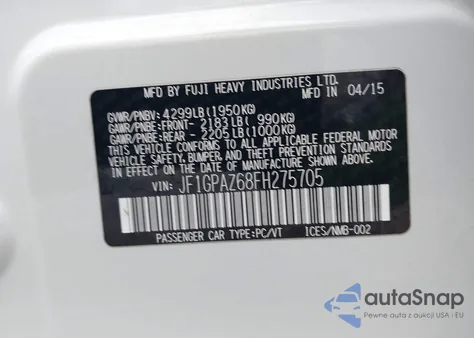 MFD BY FUJI HEAVY INDUSTRIES LTD.
IN 04/15
GVWR/PNBV: 4299LB(1950KG)
GVWR/PNBE: FRONT- 2183LB( 990KG)
GVWR/PNBE: REAR - 2205LB(1000KG)
THIS VEHICLE CONFORMS TO ALL APPLICABLE FEDERAL MOTOR
VEHICLE SAFETY, BUMPER, AND THEFT PREVENTION STANDARDS
IN EFFECT ON THE DATE OF MANUFACTURE SHOWN ABOVE.
VIN: JF1GPAZ68FH275705
PASSENGER CAR TYPE:PC/VT ICES/NMB-002
autoSnap
Pewne auta z aukcji USA i EU